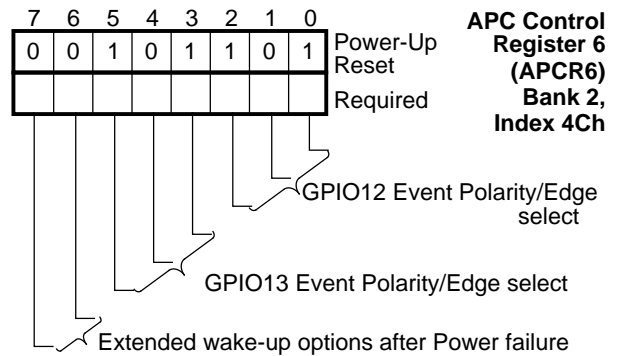 7 6 5 4 3 2 1 0
0 0 1 0 1 1 0 1
Power-Up
Reset
Required
APC Control
Register 6
(APCR6)
Bank 2,
Index 4Ch
GPIO12 Event Polarity/Edge
select
GPIO13 Event Polarity/Edge select
Extended wake-up options after Power failure